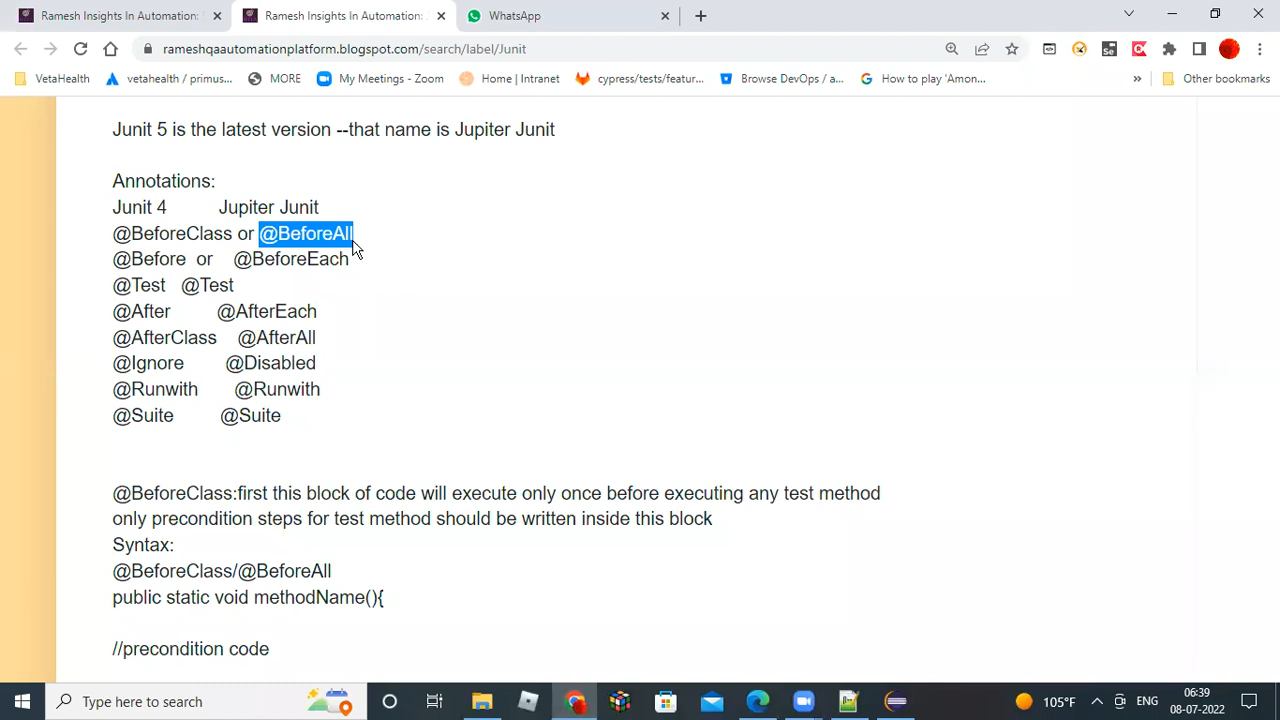 Ramesh Insights In Automation: T
Ramesh Insights In Automation: J
WhatsApp
rameshqaautomationplatform.blogspot.com/search/label/Junit
VetaHealth
vetahealth / primus...
MORE
My Meetings - Zoom
Home | Intranet
cypress/tests/featur...
Browse DevOps / a...
How to play 'Amon...
Other bookmarks
Junit 5 is the latest version --that name is Jupiter Junit
Annotations:
Junit 4 Jupiter Junit
@BeforeClass or @BeforeAll
@Before or @BeforeEach
@Test @Test
@After @AfterEach
@AfterClass @AfterAll
@Ignore @Disabled
@Runwith @Runwith
@Suite @Suite
@BeforeClass:first this block of code will execute only once before executing any test method
only precondition steps for test method should be written inside this block
Syntax:
@BeforeClass/@BeforeAll
public static void methodName(){
//precondition code
Type here to search
105°F
ENG
06:39
08-07-2022